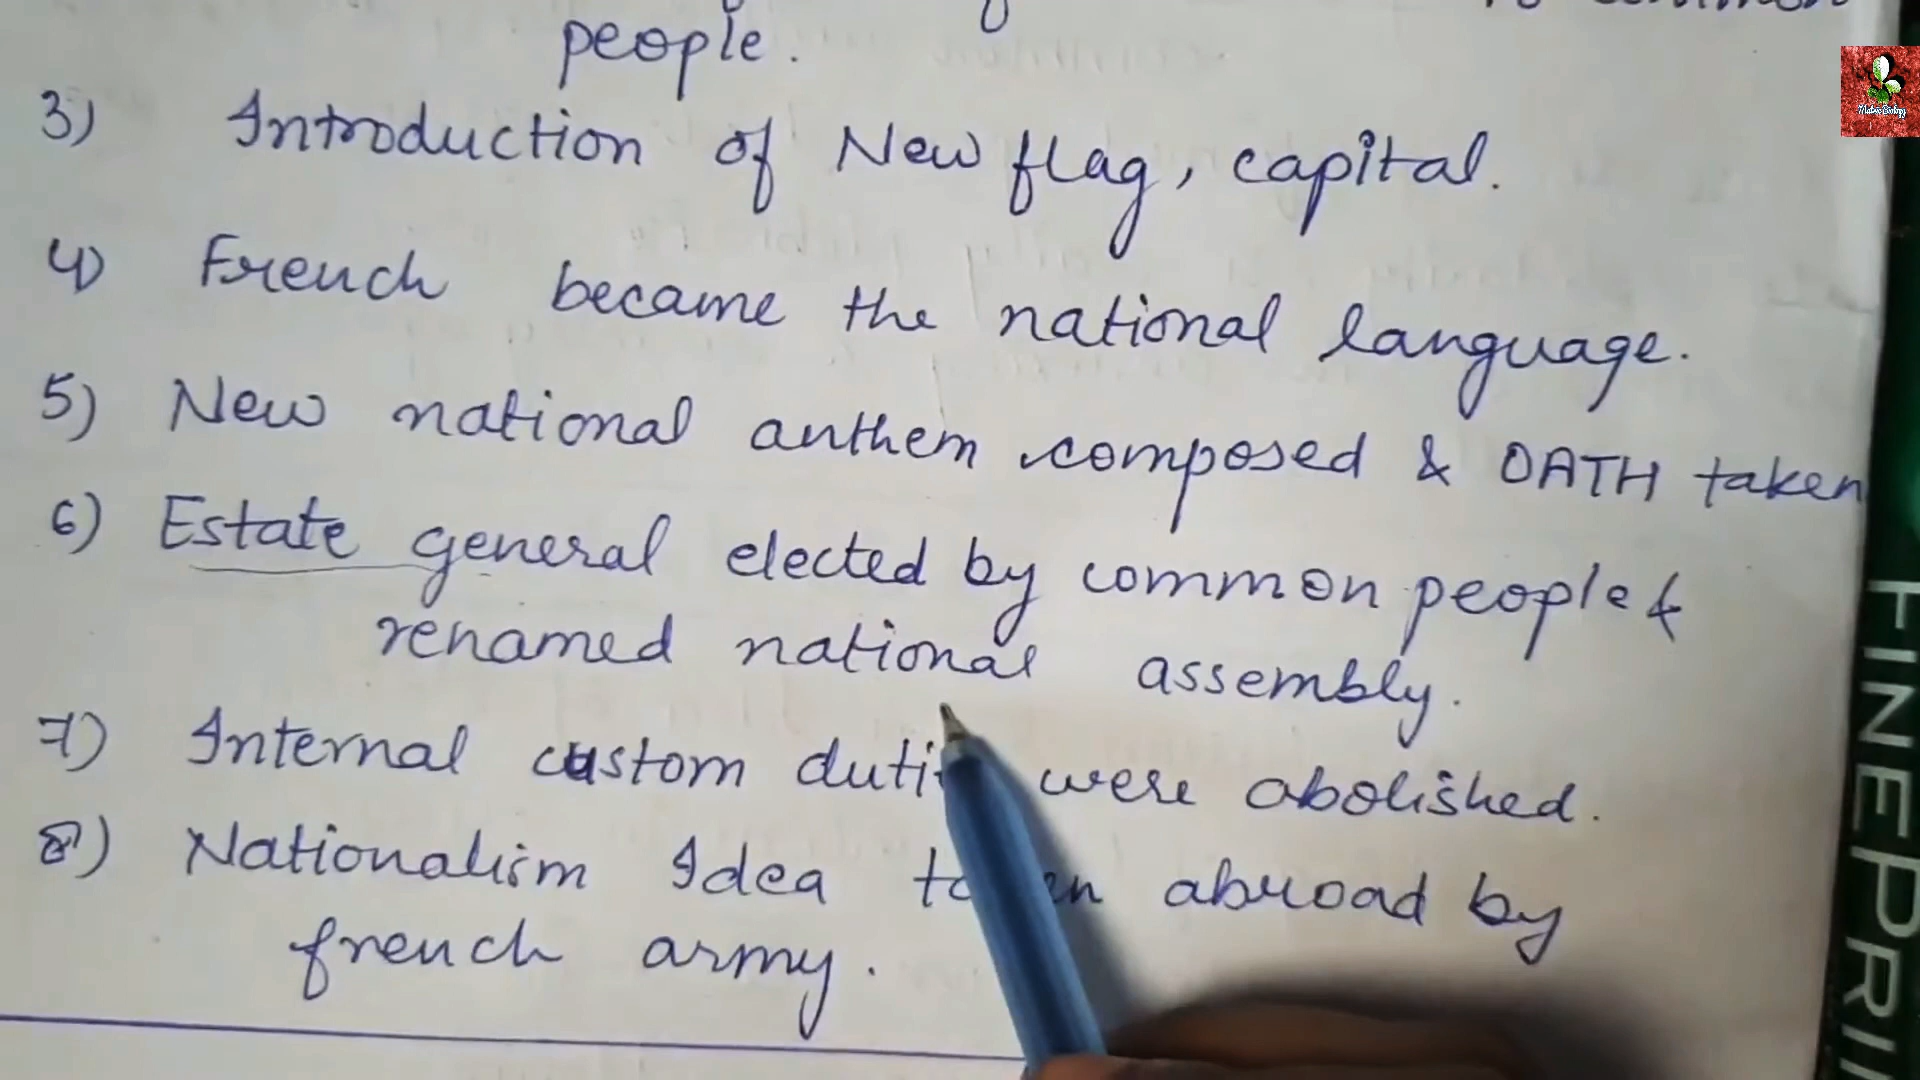 to common
people.
3) Introduction of New flag, capital.
4) French became the national language.
5) New national anthem composed & OATH taken
6) Estate general elected by common people &
renamed national assembly.
7) Internal custom were abolished.
8) Nationalism Idea abroad by
french army.
FINEPRI